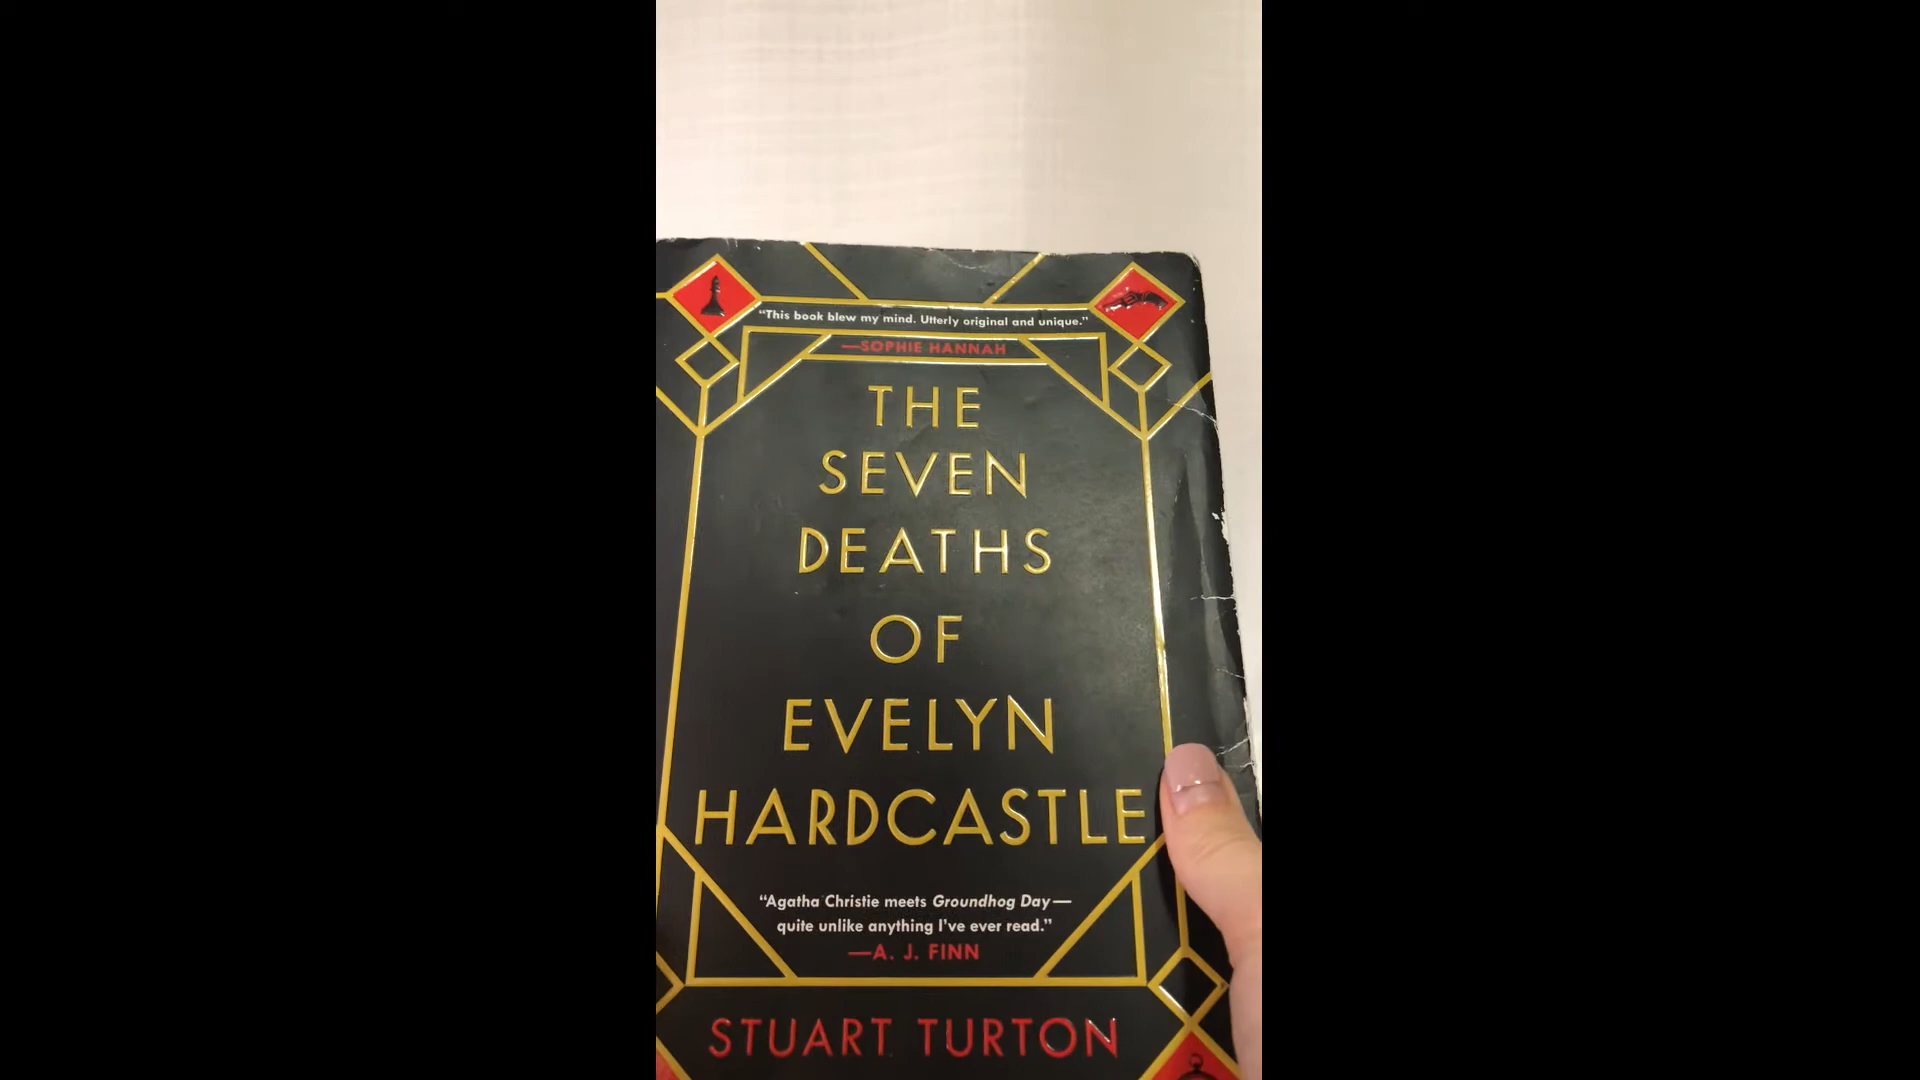 “This book blew my mind. Utterly original and unique.”
—SOPHIE HANNAH
THE
SEVEN
DEATHS
OF
EVELYN
HARDCASTLE
“Agatha Christie meets Groundhog Day—
quite unlike anything I’ve ever read.”
—A. J. FINN
STUART TURTON